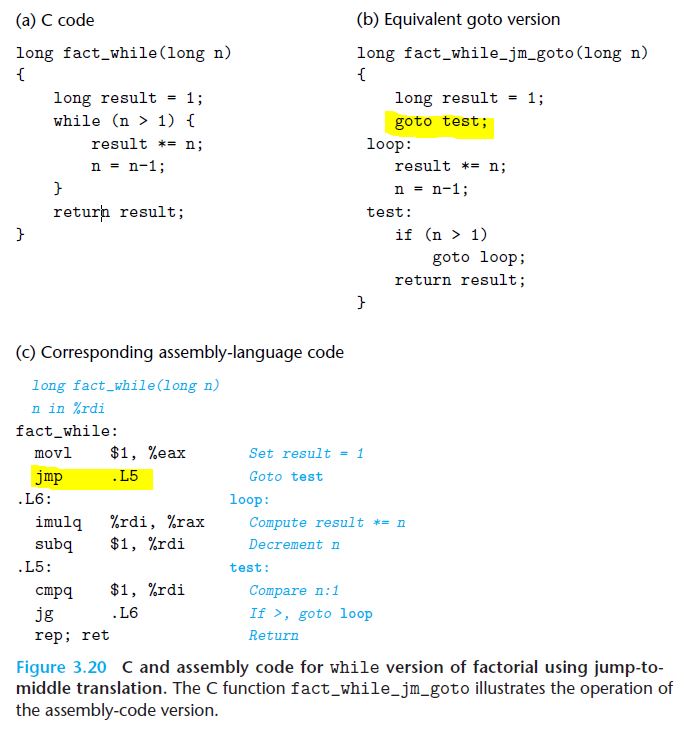 (a) C code
long fact_while(long n)
{
    long result = 1;
    while (n > 1) {
        result *= n;
        n = n-1;
    }
    return result;
}
(b) Equivalent goto version
long fact_while_jm_goto(long n)
{
    long result = 1;
    goto test;
loop:
    result *= n;
    n = n-1;
test:
    if (n > 1)
        goto loop;
    return result;
}
(c) Corresponding assembly-language code
long fact_while(long n)
n in %rdi
fact_while:
movl $1, %eax Set result = 1
jmp .L5 Goto test
.L6: loop:
imulq %rdi, %rax Compute result *= n
subq $1, %rdi Decrement n
.L5: test:
cmpq $1, %rdi Compare n:1
jg .L6 If >, goto loop
rep; ret Return
Figure 3.20 C and assembly code for while version of factorial using jump-to-
middle translation. The C function fact_while_jm_goto illustrates the operation of
the assembly-code version.